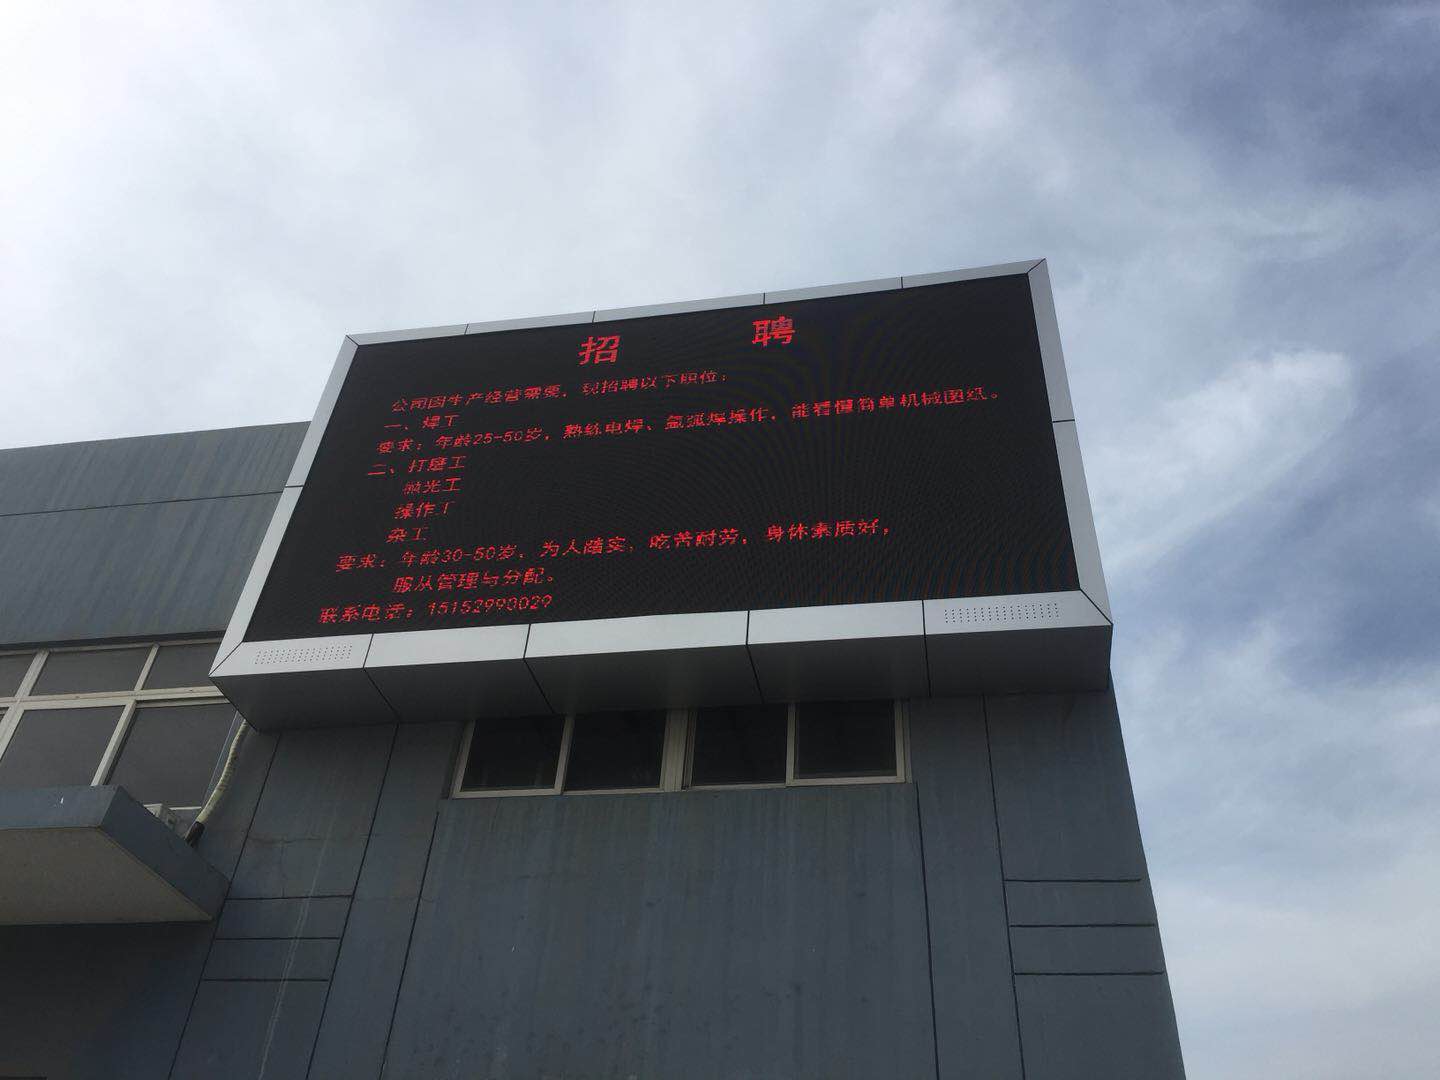 招 聘
公司因生产经营需要，现招聘以下职位：
一、焊工
要求：年龄25-50岁，熟练电焊、氩弧焊操作，能看懂简单机械图纸。
二、打磨工
抛光工
操作工
杂工
要求：年龄30-50岁，为人踏实，吃苦耐劳，身体素质好，
服从管理与分配。
联系电话：15152990029